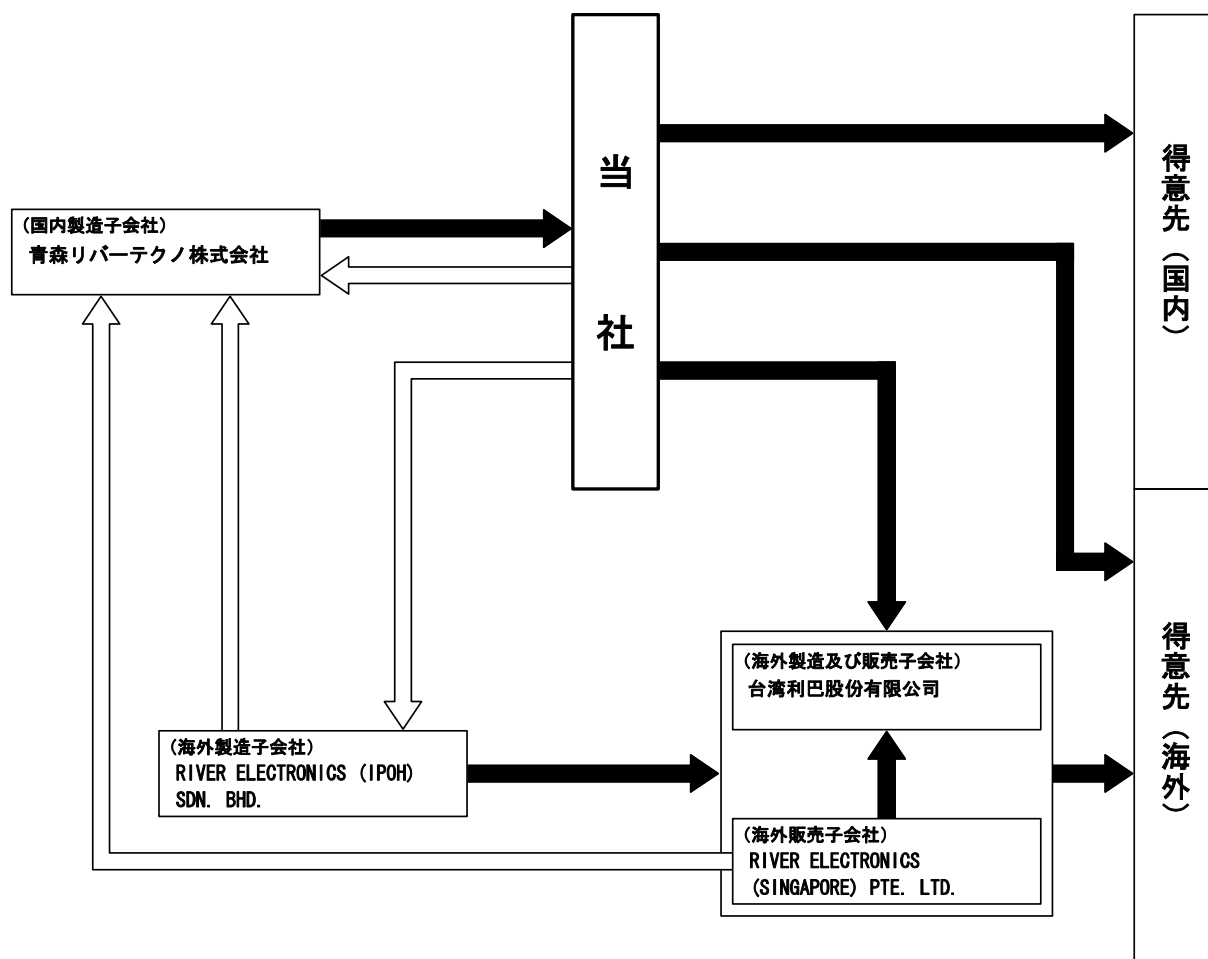 当社
得意先（国内）
(国内製造子会社)
青森リバーテクノ株式会社
得意先（海外）
(海外製造及び販売子会社)
台湾利巴股份有限公司
(海外製造子会社)
RIVER ELECTRONICS (IPOH)
SDN. BHD.
(海外販売子会社)
RIVER ELECTRONICS
(SINGAPORE) PTE. LTD.